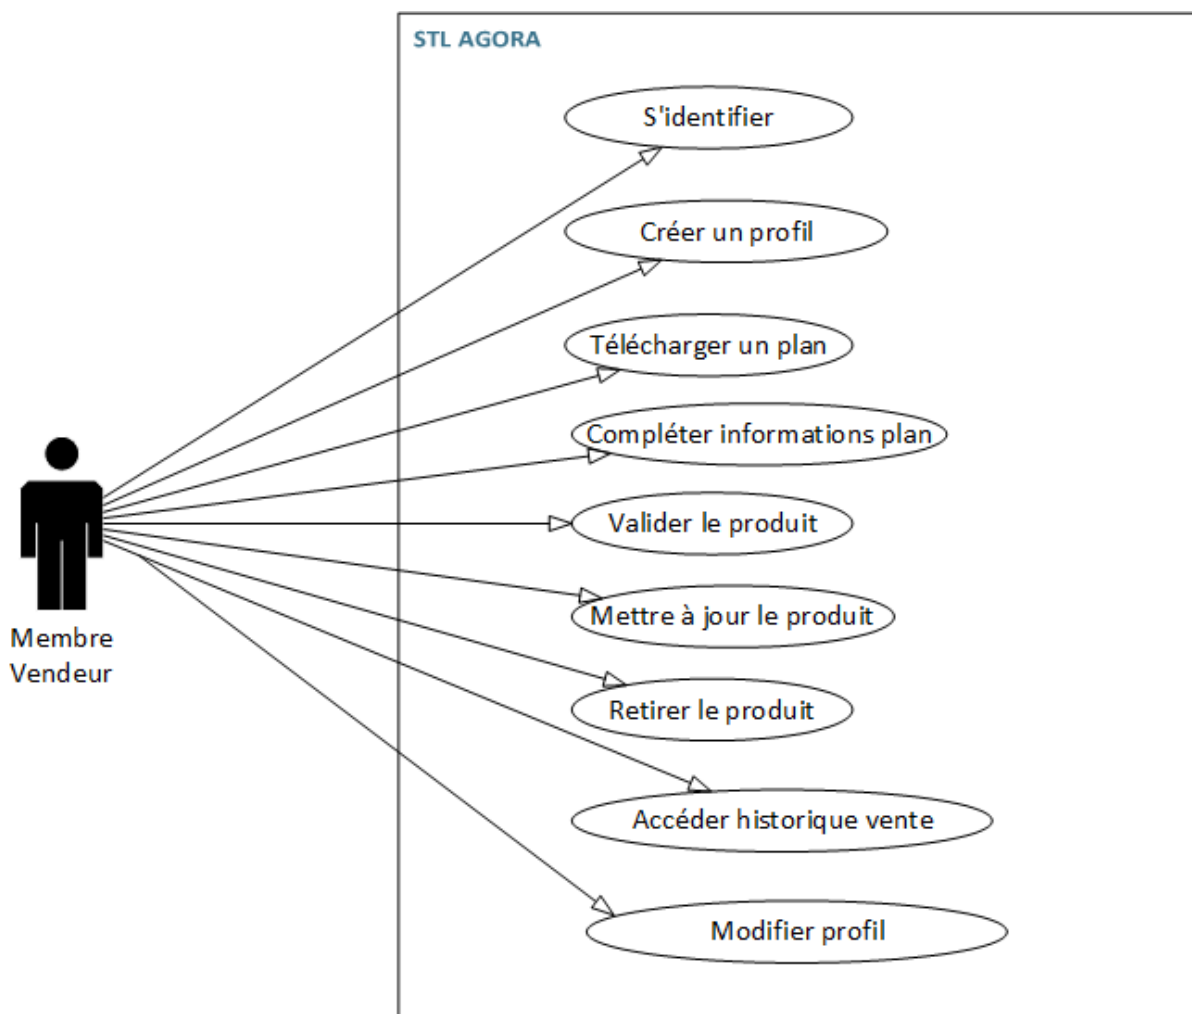 STL AGORA
S'identifier
Créer un profil
Télécharger un plan
Compléter informations plan
Valider le produit
Mettre à jour le produit
Retirer le produit
Accéder historique vente
Modifier profil
Membre
Vendeur